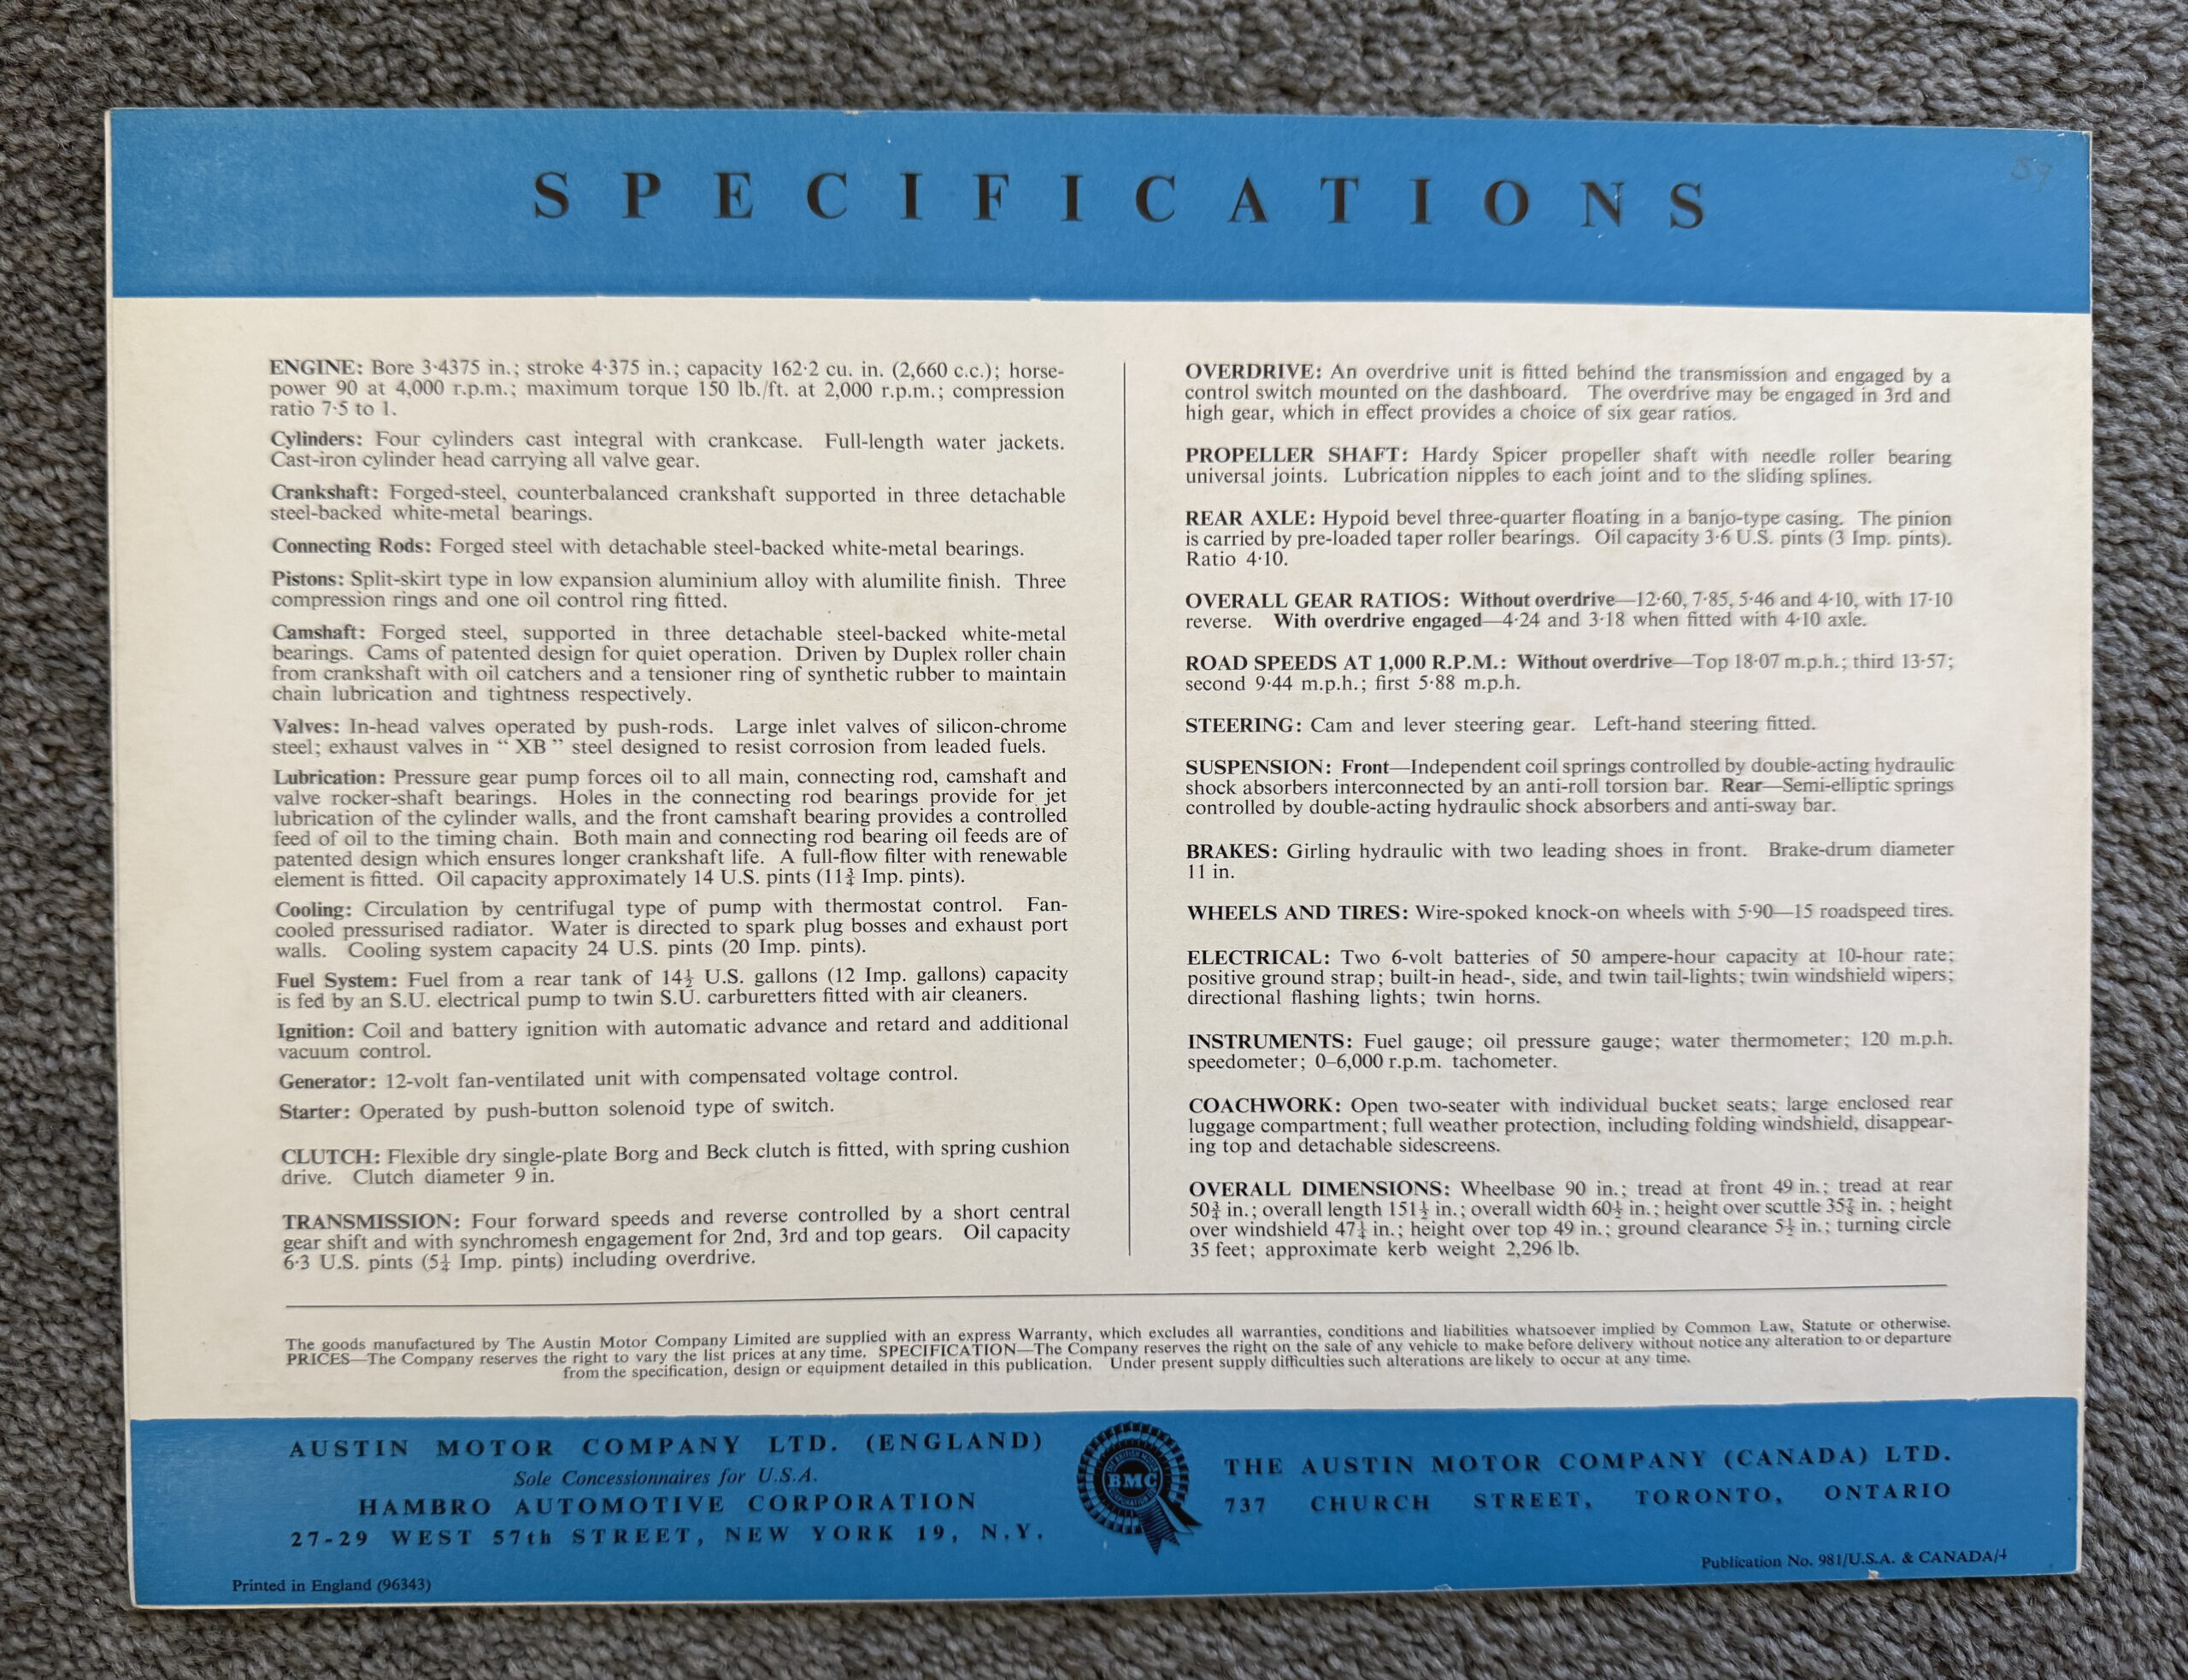 SPECIFICATIONS
59
ENGINE: Bore 3·4375 in.; stroke 4·375 in.; capacity 162·2 cu. in. (2,660 c.c.); horse-
power 90 at 4,000 r.p.m.; maximum torque 150 lb./ft. at 2,000 r.p.m.; compression
ratio 7·5 to 1.
Cylinders: Four cylinders cast integral with crankcase. Full-length water jackets.
Cast-iron cylinder head carrying all valve gear.
Crankshaft: Forged-steel, counterbalanced crankshaft supported in three detachable
steel-backed white-metal bearings.
Connecting Rods: Forged steel with detachable steel-backed white-metal bearings.
Pistons: Split-skirt type in low expansion aluminium alloy with alumilite finish. Three
compression rings and one oil control ring fitted.
Camshaft: Forged steel, supported in three detachable steel-backed white-metal
bearings. Cams of patented design for quiet operation. Driven by Duplex roller chain
from crankshaft with oil catchers and a tensioner ring of synthetic rubber to maintain
chain lubrication and tightness respectively.
Valves: In-head valves operated by push-rods. Large inlet valves of silicon-chrome
steel; exhaust valves in “ XB ” steel designed to resist corrosion from leaded fuels.
Lubrication: Pressure gear pump forces oil to all main, connecting rod, camshaft and
valve rocker-shaft bearings. Holes in the connecting rod bearings provide for jet
lubrication of the cylinder walls, and the front camshaft bearing provides a controlled
feed of oil to the timing chain. Both main and connecting rod bearing oil feeds are of
patented design which ensures longer crankshaft life. A full-flow filter with renewable
element is fitted. Oil capacity approximately 14 U.S. pints (11¾ Imp. pints).
Cooling: Circulation by centrifugal type of pump with thermostat control. Fan-
cooled pressurised radiator. Water is directed to spark plug bosses and exhaust port
walls. Cooling system capacity 24 U.S. pints (20 Imp. pints).
Fuel System: Fuel from a rear tank of 14½ U.S. gallons (12 Imp. gallons) capacity
is fed by an S.U. electrical pump to twin S.U. carburetters fitted with air cleaners.
Ignition: Coil and battery ignition with automatic advance and retard and additional
vacuum control.
Generator: 12-volt fan-ventilated unit with compensated voltage control.
Starter: Operated by push-button solenoid type of switch.
CLUTCH: Flexible dry single-plate Borg and Beck clutch is fitted, with spring cushion
drive. Clutch diameter 9 in.
TRANSMISSION: Four forward speeds and reverse controlled by a short central
gear shift and with synchromesh engagement for 2nd, 3rd and top gears. Oil capacity
6·3 U.S. pints (5¼ Imp. pints) including overdrive.
OVERDRIVE: An overdrive unit is fitted behind the transmission and engaged by a
control switch mounted on the dashboard. The overdrive may be engaged in 3rd and
high gear, which in effect provides a choice of six gear ratios.
PROPELLER SHAFT: Hardy Spicer propeller shaft with needle roller bearing
universal joints. Lubrication nipples to each joint and to the sliding splines.
REAR AXLE: Hypoid bevel three-quarter floating in a banjo-type casing. The pinion
is carried by pre-loaded taper roller bearings. Oil capacity 3·6 U.S. pints (3 Imp. pints).
Ratio 4·10.
OVERALL GEAR RATIOS: Without overdrive—12·60, 7·85, 5·46 and 4·10, with 17·10
reverse. With overdrive engaged—4·24 and 3·18 when fitted with 4·10 axle.
ROAD SPEEDS AT 1,000 R.P.M.: Without overdrive—Top 18·07 m.p.h.; third 13·57;
second 9·44 m.p.h.; first 5·88 m.p.h.
STEERING: Cam and lever steering gear. Left-hand steering fitted.
SUSPENSION: Front—Independent coil springs controlled by double-acting hydraulic
shock absorbers interconnected by an anti-roll torsion bar. Rear—Semi-elliptic springs
controlled by double-acting hydraulic shock absorbers and anti-sway bar.
BRAKES: Girling hydraulic with two leading shoes in front. Brake-drum diameter
11 in.
WHEELS AND TIRES: Wire-spoked knock-on wheels with 5·90—15 roadspeed tires.
ELECTRICAL: Two 6-volt batteries of 50 ampere-hour capacity at 10-hour rate;
positive ground strap; built-in head-, side, and twin tail-lights; twin windshield wipers;
directional flashing lights; twin horns.
INSTRUMENTS: Fuel gauge; oil pressure gauge; water thermometer; 120 m.p.h.
speedometer; 0–6,000 r.p.m. tachometer.
COACHWORK: Open two-seater with individual bucket seats; large enclosed rear
luggage compartment; full weather protection, including folding windshield, disappear-
ing top and detachable sidescreens.
OVERALL DIMENSIONS: Wheelbase 90 in.; tread at front 49 in.; tread at rear
50¾ in.; overall length 151½ in.; overall width 60½ in.; height over scuttle 35⅞ in. ; height
over windshield 47¼ in.; height over top 49 in.; ground clearance 5½ in.; turning circle
35 feet; approximate kerb weight 2,296 lb.
The goods manufactured by The Austin Motor Company Limited are supplied with an express Warranty, which excludes all warranties, conditions and liabilities whatsoever implied by Common Law, Statute or otherwise.
PRICES—The Company reserves the right to vary the list prices at any time. SPECIFICATION—The Company reserves the right on the sale of any vehicle to make before delivery without notice any alteration to or departure
from the specification, design or equipment detailed in this publication. Under present supply difficulties such alterations are likely to occur at any time.
AUSTIN MOTOR COMPANY LTD. (ENGLAND)
Sole Concessionnaires for U.S.A.
HAMBRO AUTOMOTIVE CORPORATION
27-29 WEST 57th STREET, NEW YORK 19, N.Y.
BMC
THE AUSTIN MOTOR COMPANY (CANADA) LTD.
737 CHURCH STREET, TORONTO, ONTARIO
Printed in England (96343)
Publication No. 981/U.S.A. & CANADA/4